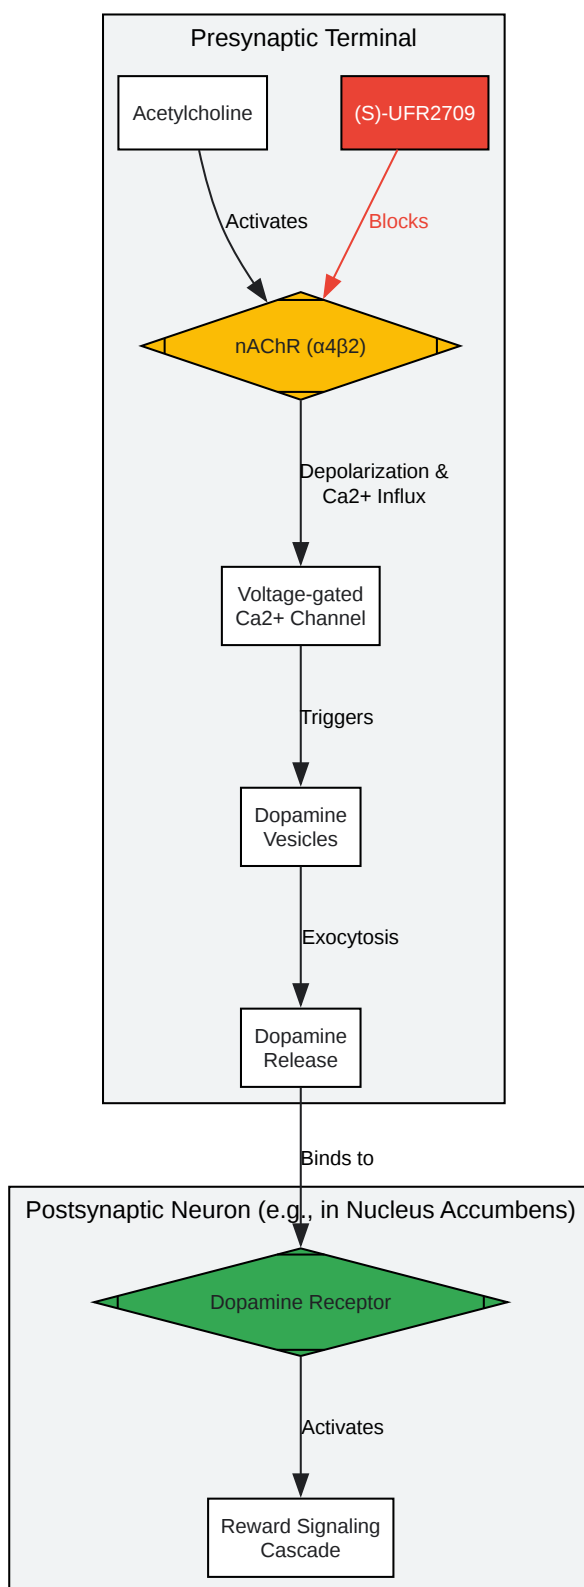 Presynaptic Terminal
Acetylcholine
(S)-UFR2709
Activates
Blocks
nAChR (α4β2)
Depolarization &
Ca2+ Influx
Voltage-gated
Ca2+ Channel
Triggers
Dopamine
Vesicles
Exocytosis
Dopamine
Release
Binds to
Postsynaptic Neuron (e.g., in Nucleus Accumbens)
Dopamine Receptor
Activates
Reward Signaling
Cascade